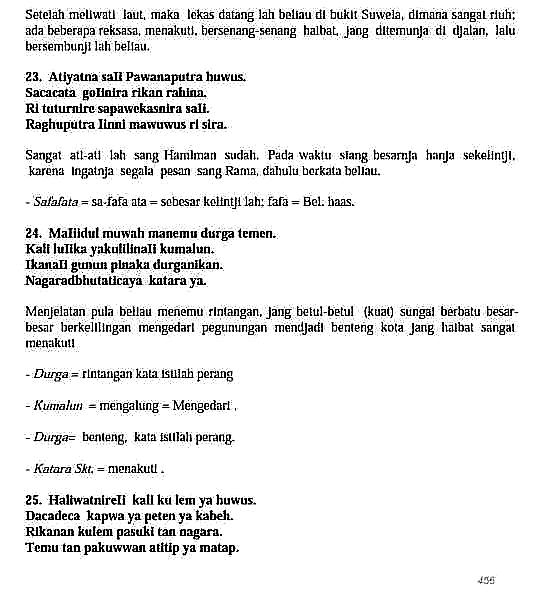 Setelah meliwati laut, maka lekas datang lah beliau di bukit Suwela, dimana sangat riuh;
ada beberapa reksasa, menakuti, bersenang-senang haibat, jang ditemunja di djalan, lalu
bersembunji lah beliau.
23. Atiyatna salI Pawanaputra huwus.
Sacacata golinira rikan rahina.
Ri tuturnire sapawekasnira sali.
Raghuputra Iinni mawuwus ri sira.
Sangat ati-ati lah sang Hamiman sudah. Pada waktu siang besarnja hanja sekelintji,
karena ingatnja segala pesan sang Rama, dahulu berkata beliau.
- Salafata = sa-fafa ata = sebesar kelintji lah; fafa = Bel. haas.
24. MaIiidul muwah manemu durga temen.
Kali lulika yakulilinali kumalun.
IkanaIi gunun pinaka durganikan.
Nagaradbhutaticaya katara ya.
Menjelatan pula beliau menemu rintangan, jang betul-betul (kuat) sungai berbatu besar-
besar berkelilingan mengedari pegunungan mendjadi benteng kota jang haibat sangat
menakuti
- Durga = rintangan kata istilah perang
- Kumalun = mengalung = Mengedari .
- Durga= benteng, kata istilah perang.
- Katara Skt. = menakuti .
25. HaliwatnireIi kali ku lem ya huwus.
Dacadeca kapwa ya peten ya kabeh.
Rikanan kulem pasuki tan nagara.
Temu tan pakuwwan atitip ya matap.
456